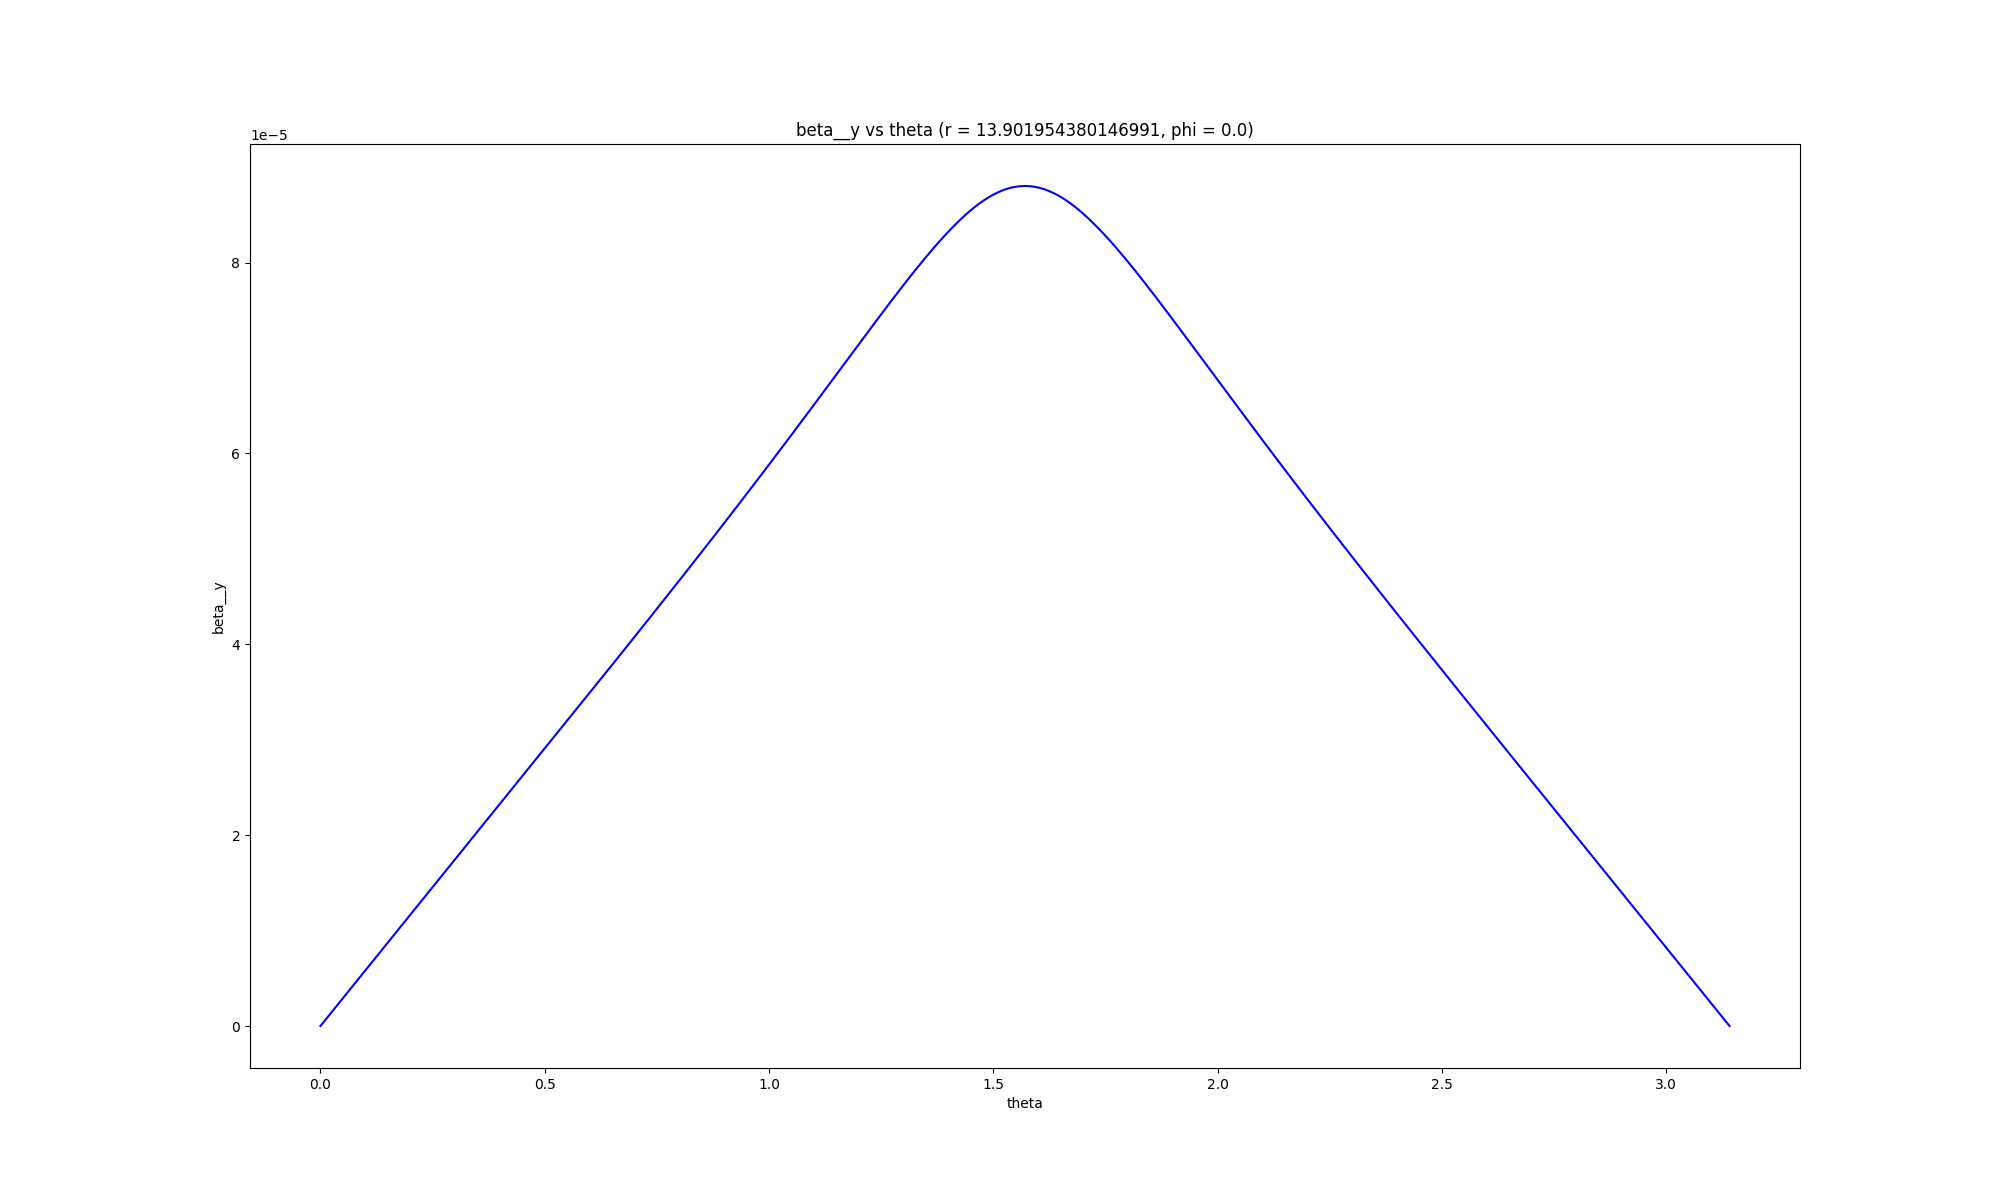 beta__y vs theta (r = 13.901954380146991, phi = 0.0)
1e−5
8
6
4
2
0
beta__y
0.0 0.5 1.0 1.5 2.0 2.5 3.0
theta